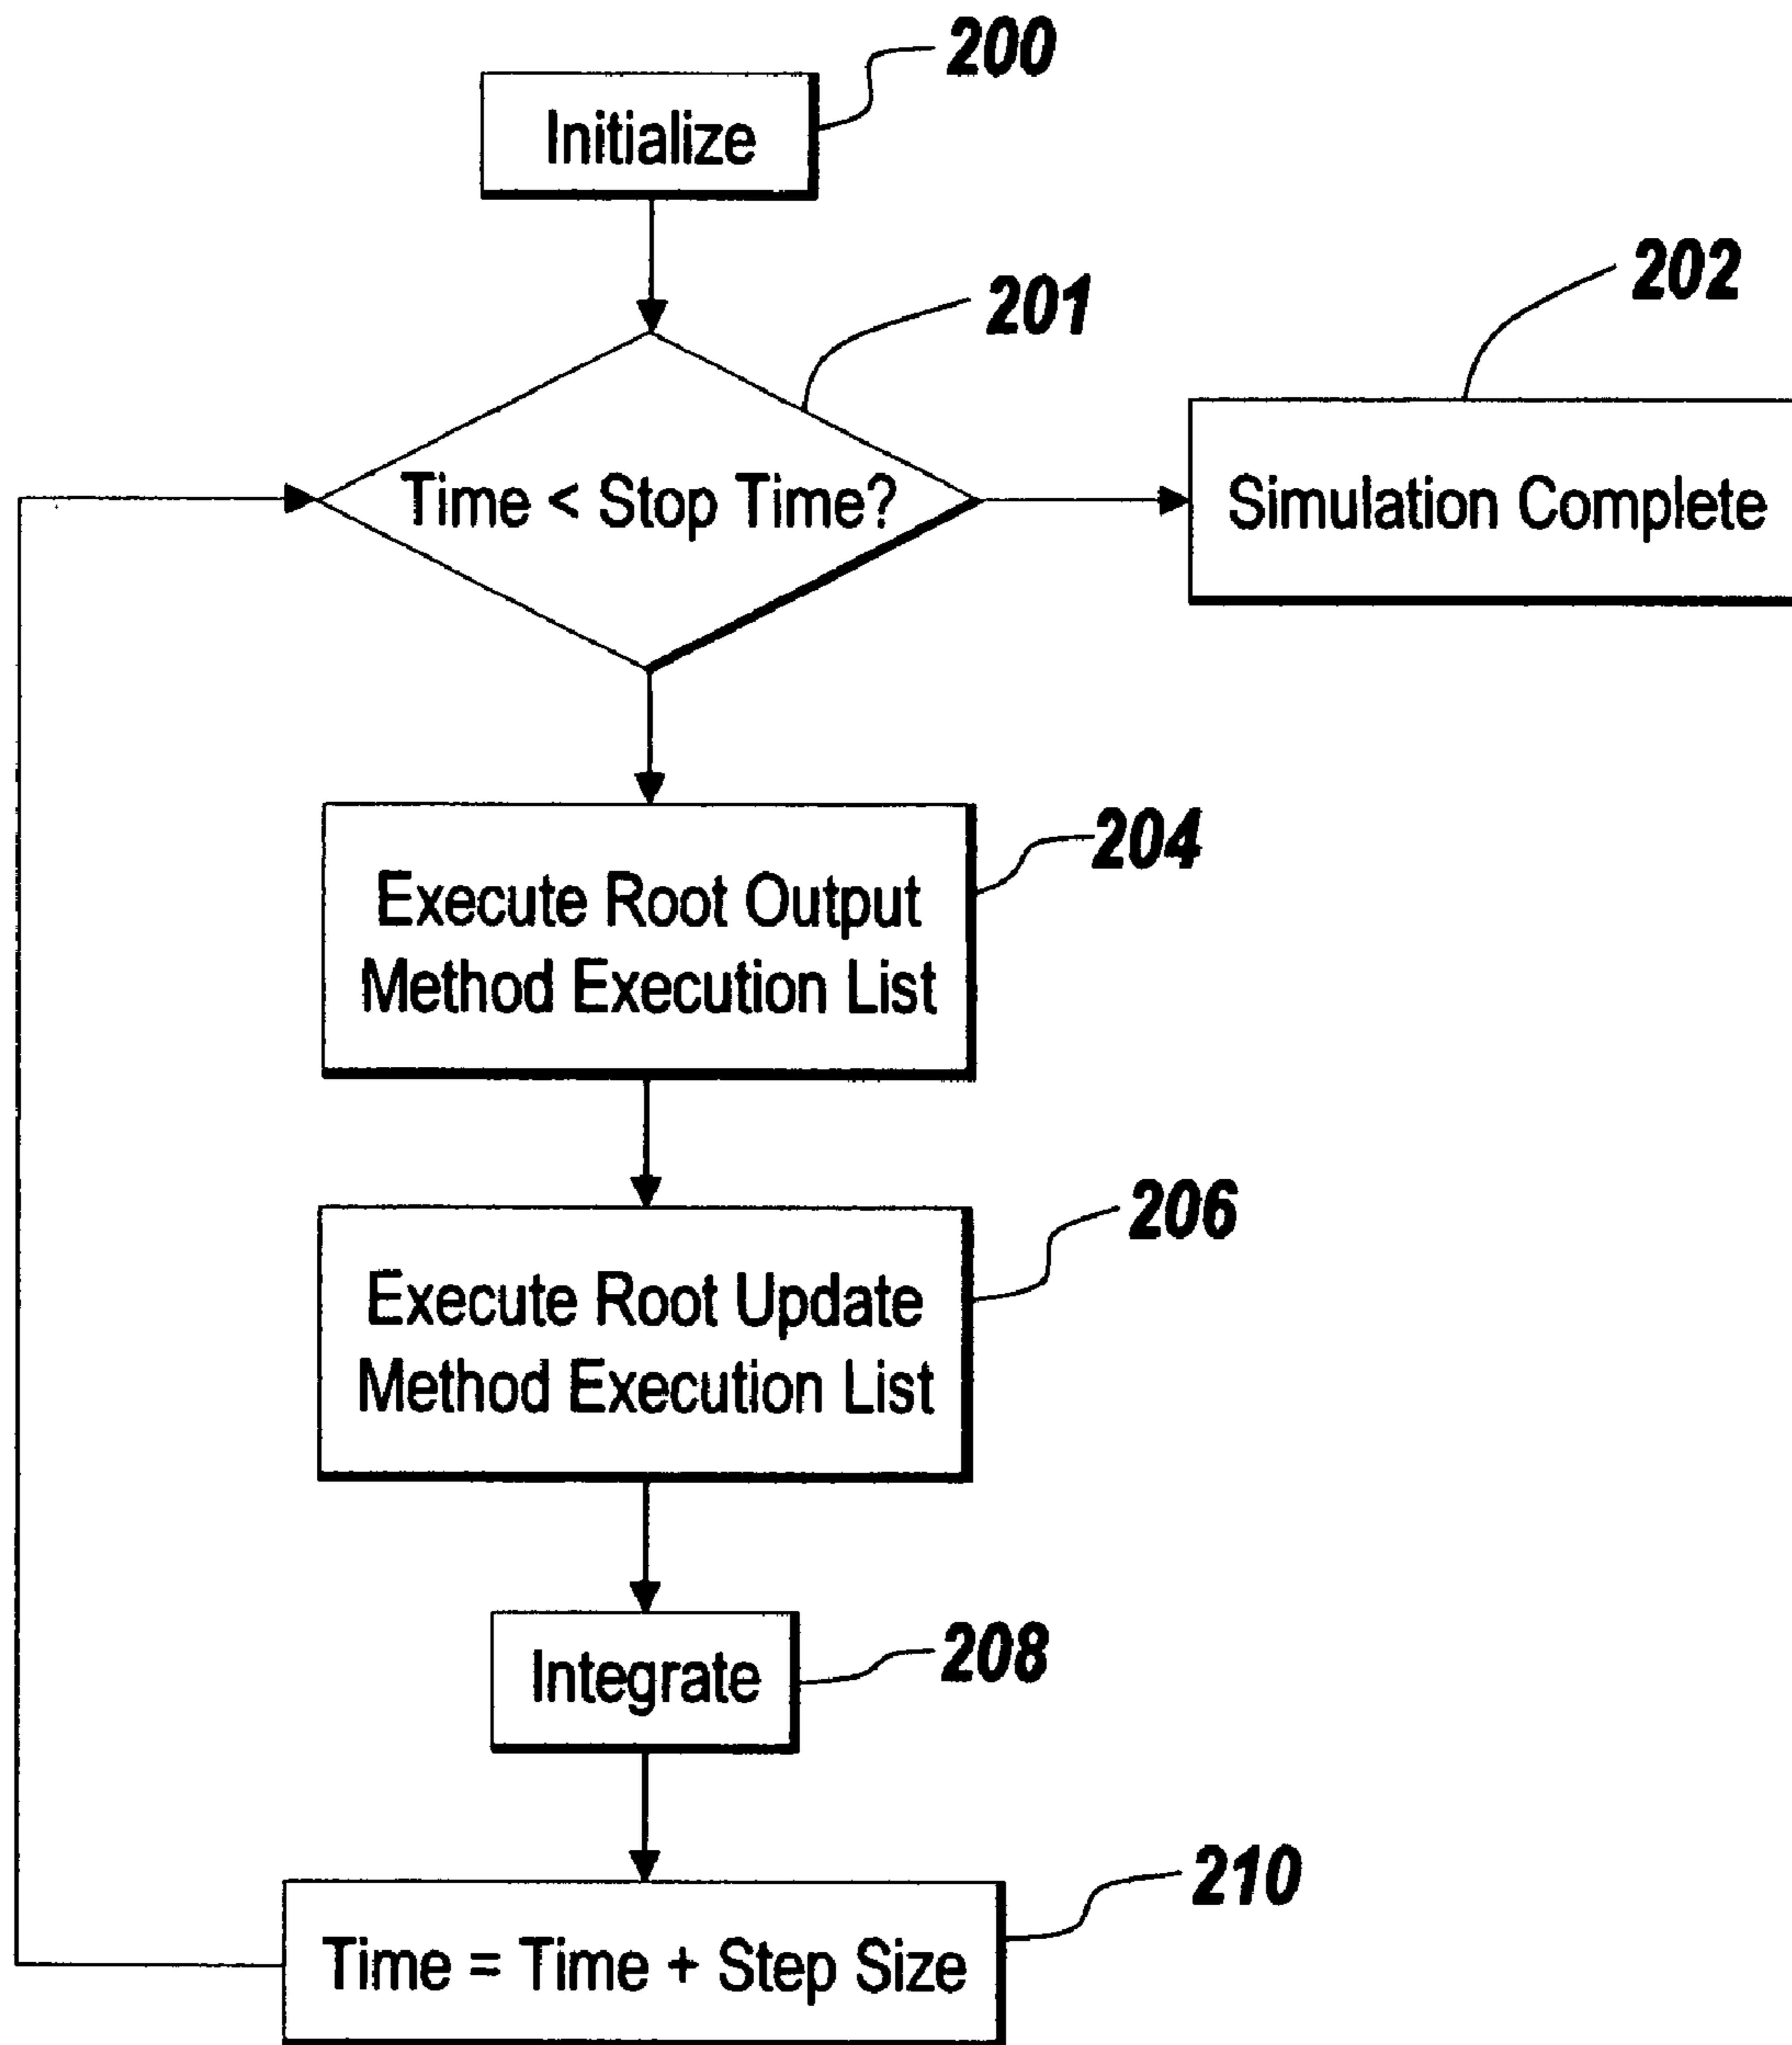 200
Initialize
201
202
Time < Stop Time?
Simulation Complete
204
Execute Root Output
Method Execution List
206
Execute Root Update
Method Execution List
208
Integrate
210
Time = Time + Step Size